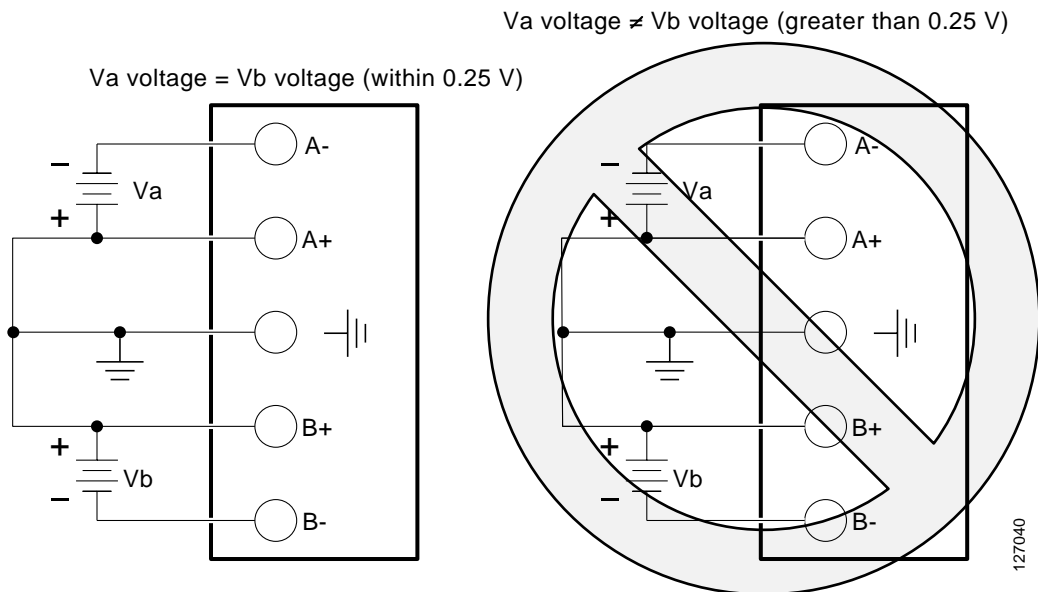 Va voltage ≠ Vb voltage (greater than 0.25 V)
Va voltage = Vb voltage (within 0.25 V)
A-
Va
A+
B+
Vb
B-
A-
Va
A+
B+
Vb
B-
127040